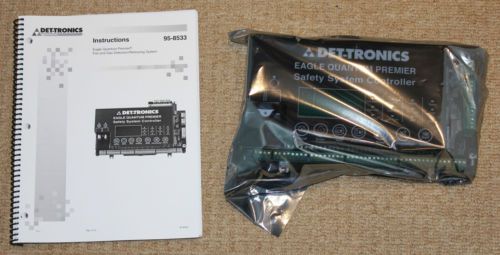 DET-TRONICS
Instructions 95-8533
Eagle Quantum Premier®
Fire and Gas Detection/Releasing System
DET-TRONICS
EAGLE QUANTUM PREMIER
Safety System Controller
DET-TRONICS
EAGLE QUANTUM PREMIER
Safety System Controller